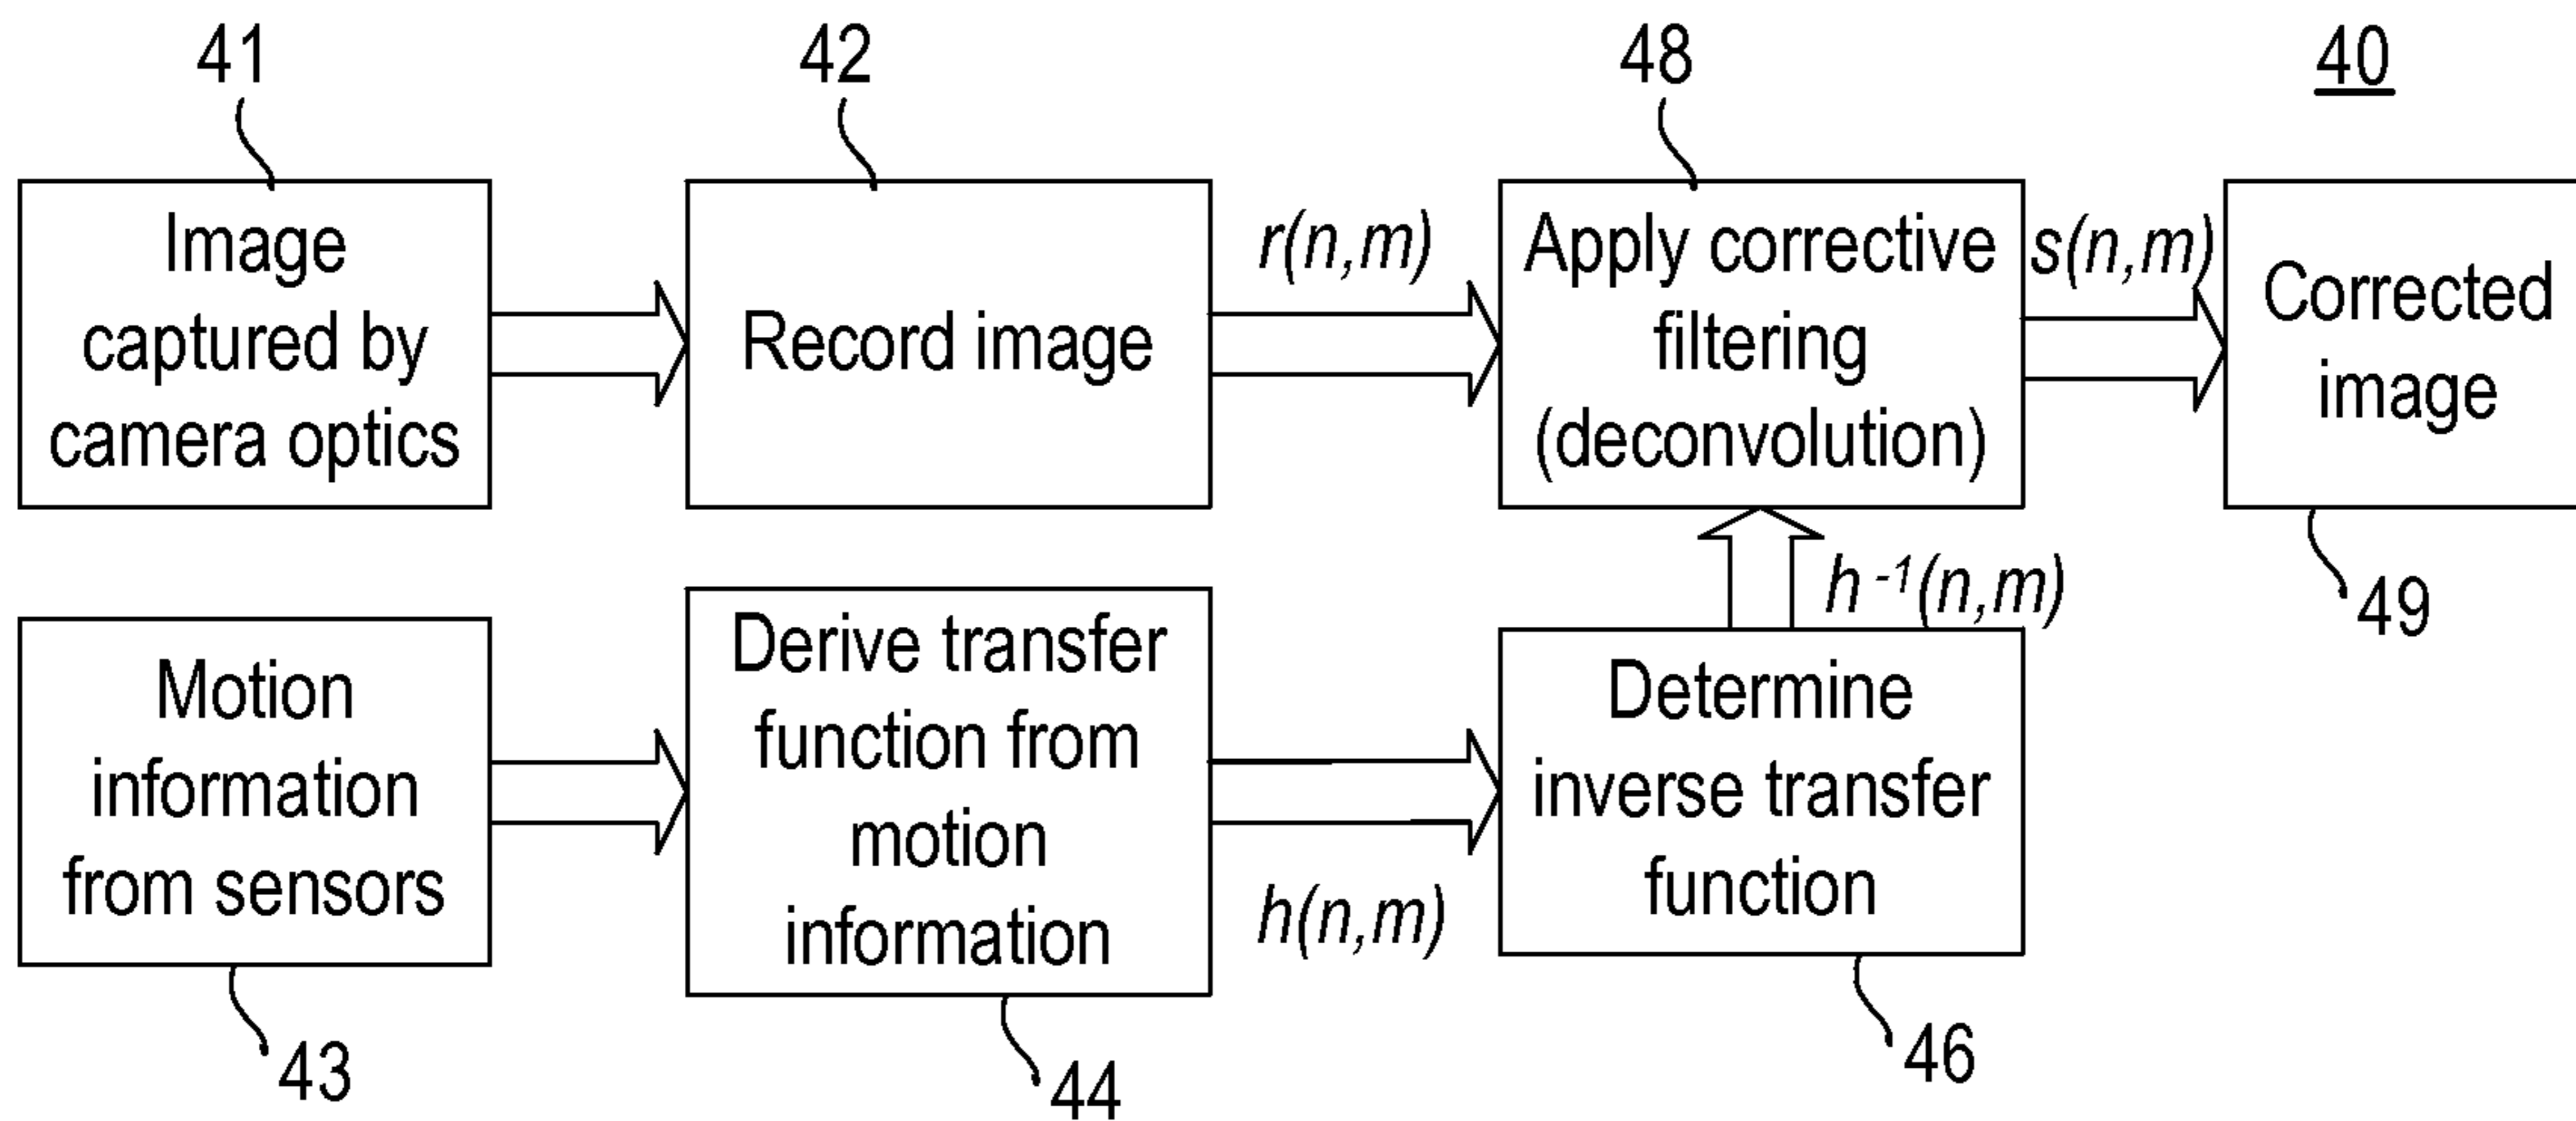 41
42
48
40
Image
captured by
camera optics
Record image
r(n,m)
Apply corrective
filtering
(deconvolution)
s(n,m)
Corrected
image
49
Motion
information
from sensors
43
Derive transfer
function from
motion
information
44
h(n,m)
Determine
inverse transfer
function
46
h⁻¹(n,m)